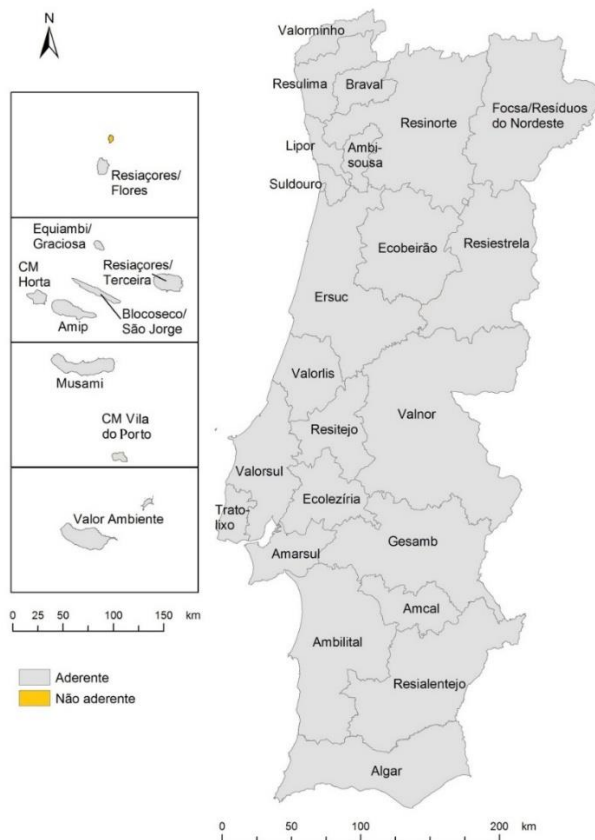 N
Resiaçores/
Flores
Equiambi/
Graciosa
CM
Horta
Resiaçores/
Terceira
Blocoseco/
São Jorge
Amip
Musami
CM Vila
do Porto
Valor Ambiente
0 25 50 100 150 km
Aderente
Não aderente
Valorminho
Resulima
Braval
Resinorte
Focsa/Resíduos
do Nordeste
Lipor
Ambi-
sousa
Suldouro
Ecobeirão
Resiestrela
Ersuc
Valorlis
Valnor
Resitejo
Valorsul
Ecolezíria
Trato-
lixo
Amarsul
Gesamb
Amcal
Ambilital
Resialentejo
Algar
0 50 100 200 km